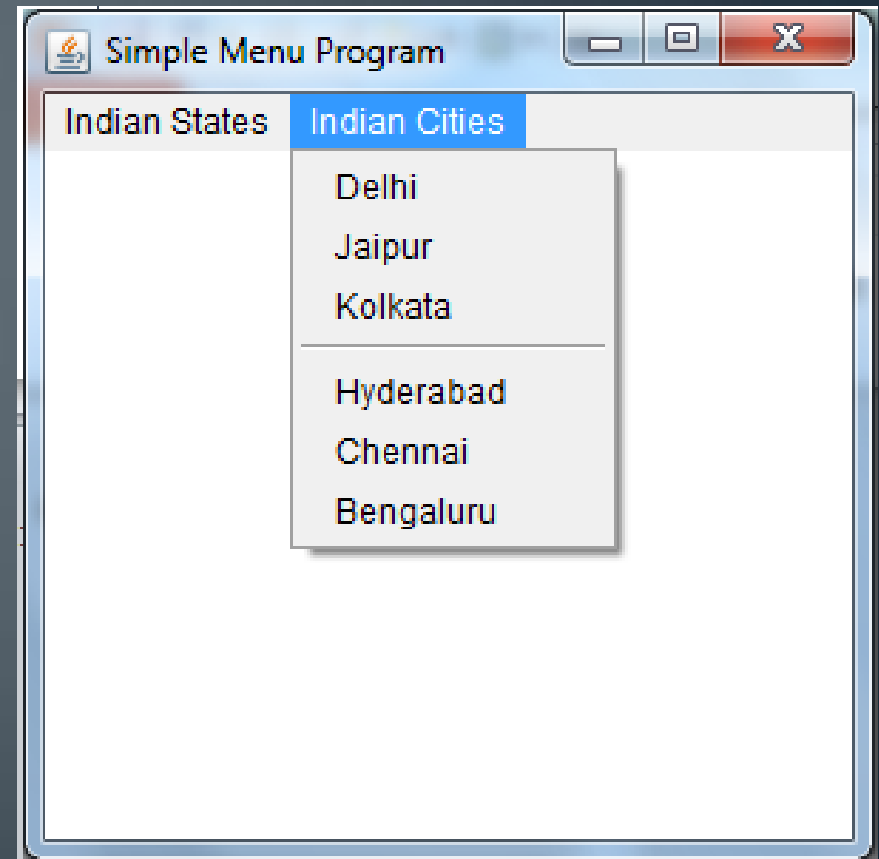 Simple Menu Program
Indian States Indian Cities
Delhi
Jaipur
Kolkata
Hyderabad
Chennai
Bengaluru